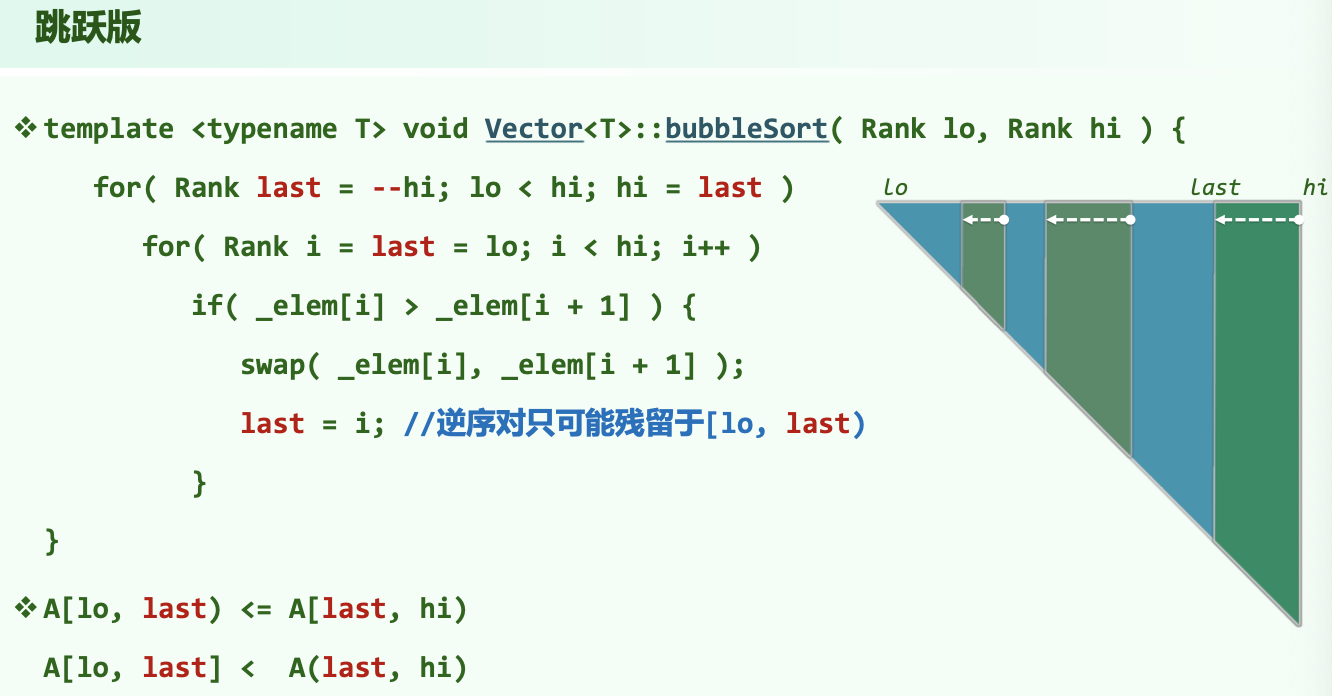 跳跃版
❖ template <typename T> void Vector<T>::bubbleSort( Rank lo, Rank hi ) {
for( Rank last = --hi; lo < hi; hi = last )
for( Rank i = last = lo; i < hi; i++ )
if( _elem[i] > _elem[i + 1] ) {
swap( _elem[i], _elem[i + 1] );
last = i; //逆序对只可能残留于[lo, last)
}
}
lo last hi
❖ A[lo, last) <= A[last, hi)
A[lo, last] < A(last, hi)